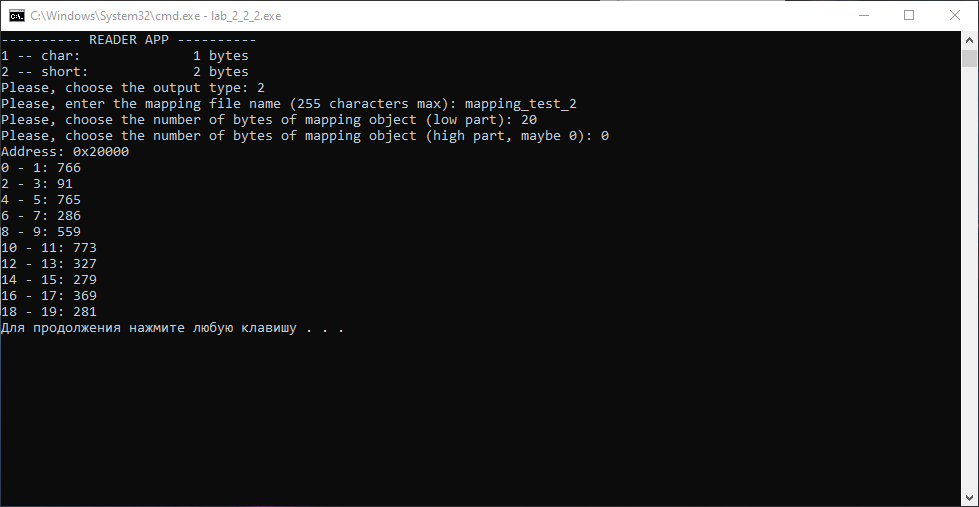 C:\Windows\System32\cmd.exe - lab_2_2_2.exe
---------- READER APP ----------
1 -- char:              1 bytes
2 -- short:             2 bytes
Please, choose the output type: 2
Please, enter the mapping file name (255 characters max): mapping_test_2
Please, choose the number of bytes of mapping object (low part): 20
Please, choose the number of bytes of mapping object (high part, maybe 0): 0
Address: 0x20000
0 - 1: 766
2 - 3: 91
4 - 5: 765
6 - 7: 286
8 - 9: 559
10 - 11: 773
12 - 13: 327
14 - 15: 279
16 - 17: 369
18 - 19: 281
Для продолжения нажмите любую клавишу . . .